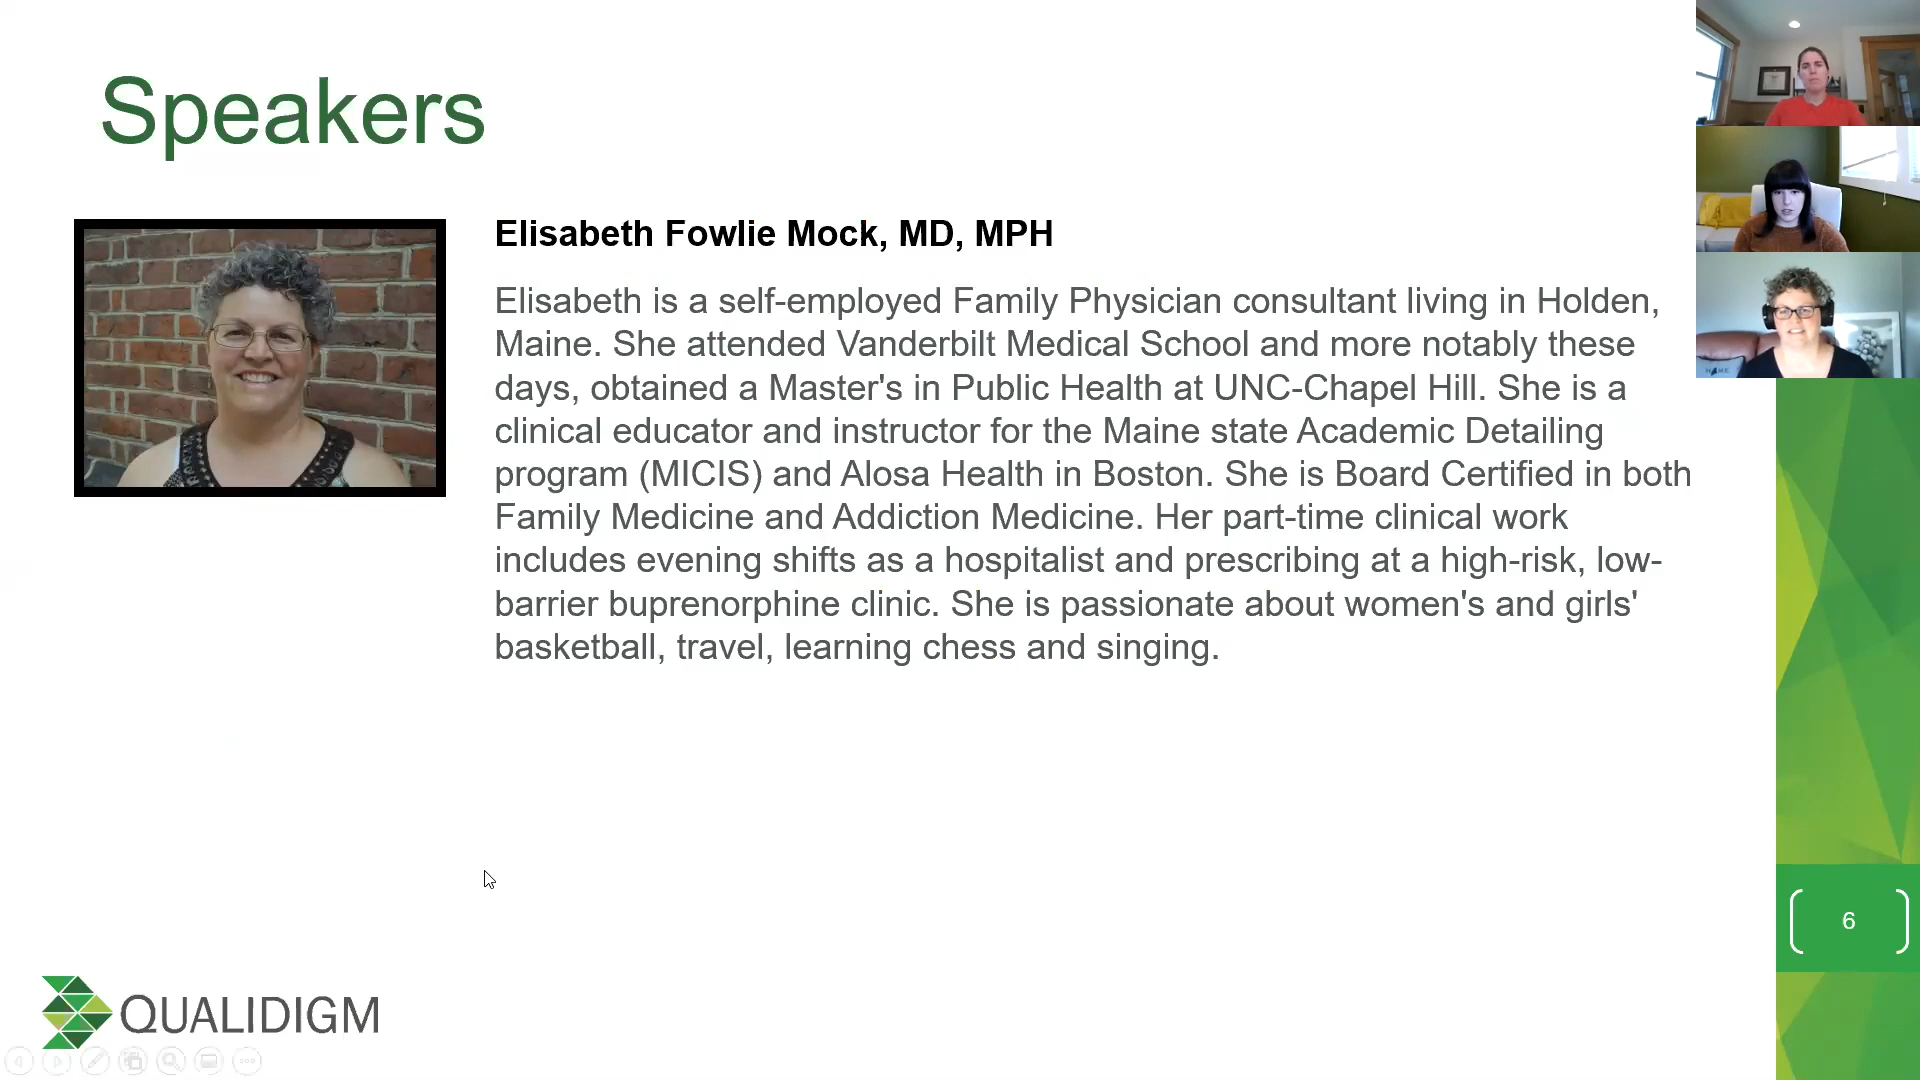 Speakers
Elisabeth Fowlie Mock, MD, MPH
Elisabeth is a self-employed Family Physician consultant living in Holden,
Maine. She attended Vanderbilt Medical School and more notably these
days, obtained a Master's in Public Health at UNC-Chapel Hill. She is a
clinical educator and instructor for the Maine state Academic Detailing
program (MICIS) and Alosa Health in Boston. She is Board Certified in both
Family Medicine and Addiction Medicine. Her part-time clinical work
includes evening shifts as a hospitalist and prescribing at a high-risk, low-
barrier buprenorphine clinic. She is passionate about women's and girls'
basketball, travel, learning chess and singing.
6
QUALIDIGM